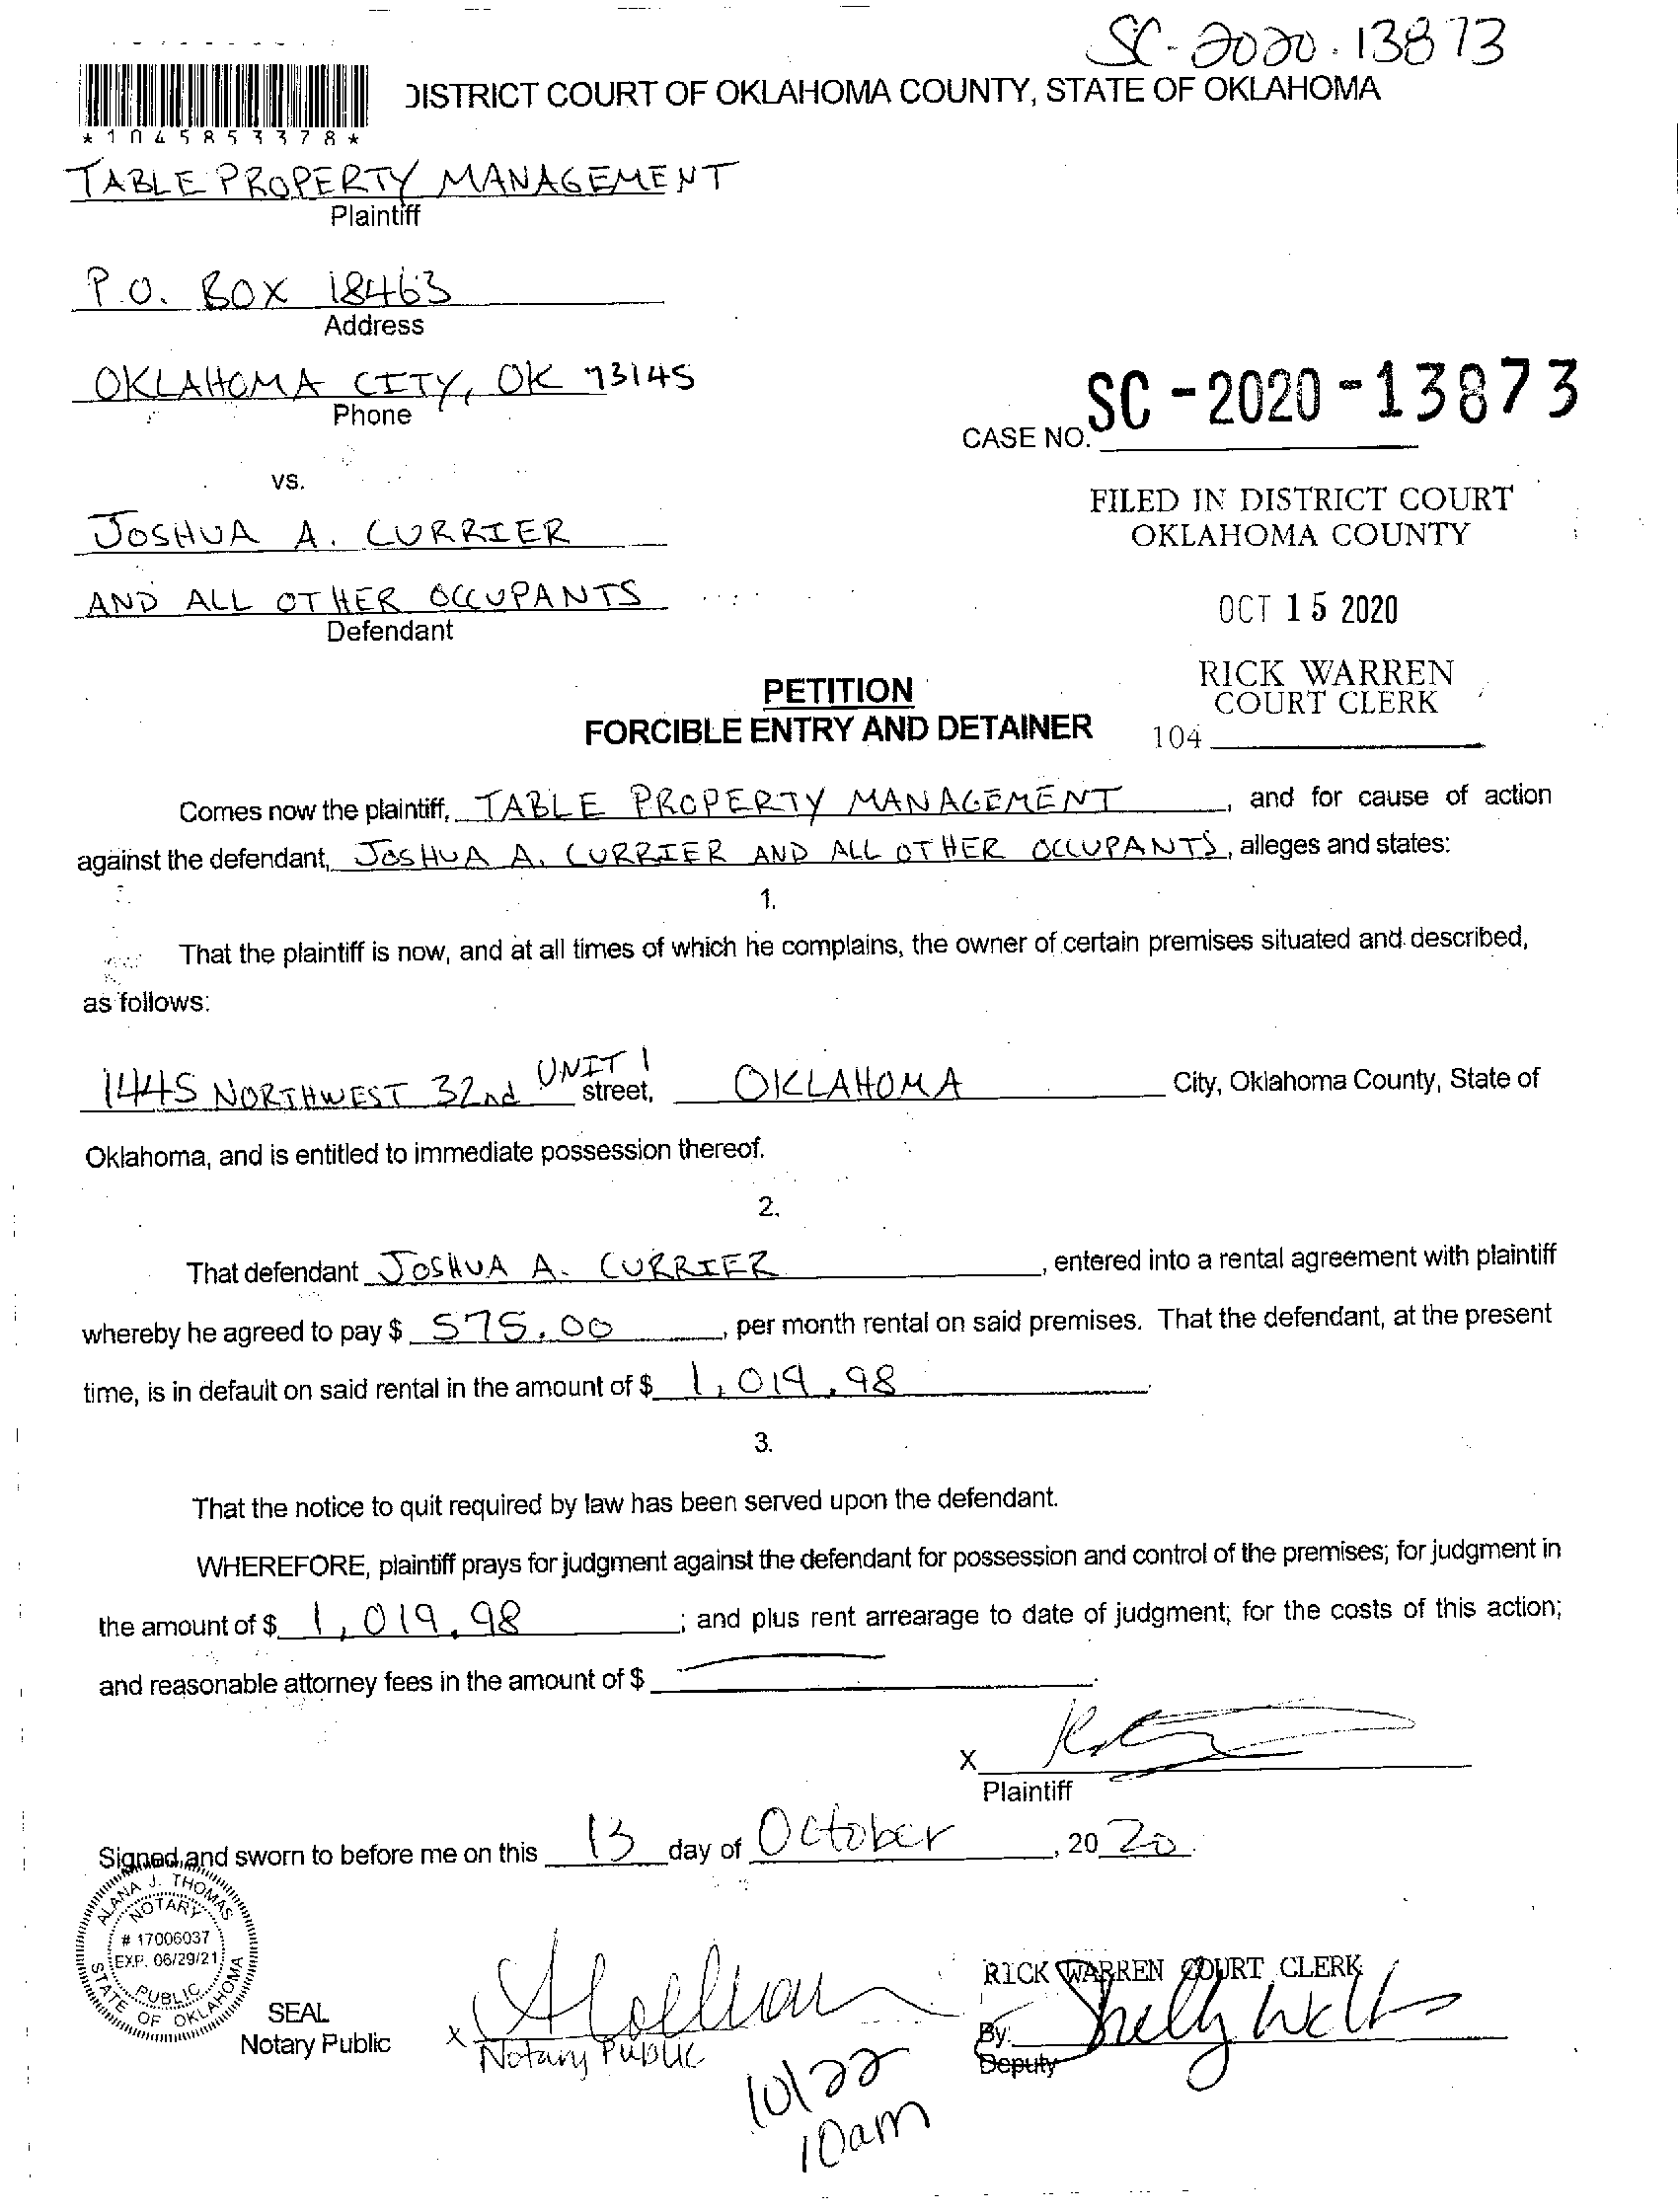 SC-2020-13873
DISTRICT COURT OF OKLAHOMA COUNTY, STATE OF OKLAHOMA
*1045853378*
TABLE PROPERTY MANAGEMENT
Plaintiff
P.O. BOX 18463
Address
OKLAHOMA CITY, OK 73145
Phone
CASE NO. SC-2020-13873
vs.
FILED IN DISTRICT COURT
OKLAHOMA COUNTY
JOSHUA A. CURRIER
AND ALL OTHER OCCUPANTS
Defendant
OCT 15 2020
RICK WARREN
COURT CLERK
104
PETITION
FORCIBLE ENTRY AND DETAINER
Comes now the plaintiff, TABLE PROPERTY MANAGEMENT, and for cause of action
against the defendant, JOSHUA A. CURRIER AND ALL OTHER OCCUPANTS, alleges and states:
1.
That the plaintiff is now, and at all times of which he complains, the owner of certain premises situated and described,
as follows:
1445 NORTHWEST 32nd UNIT 1 street, OKLAHOMA City, Oklahoma County, State of
Oklahoma, and is entitled to immediate possession thereof.
2.
That defendant JOSHUA A. CURRIER, entered into a rental agreement with plaintiff
whereby he agreed to pay $ 575.00, per month rental on said premises. That the defendant, at the present
time, is in default on said rental in the amount of $ 1,019.98.
3.
That the notice to quit required by law has been served upon the defendant.
WHEREFORE, plaintiff prays for judgment against the defendant for possession and control of the premises; for judgment in
the amount of $ 1,019.98; and plus rent arrearage to date of judgment; for the costs of this action;
and reasonable attorney fees in the amount of $
X
Plaintiff
Signed and sworn to before me on this 13 day of October, 2020.
ALANA J. THOMAS
NOTARY
# 17006037
EXP. 06/29/21
PUBLIC
STATE OF OKLAHOMA
SEAL
Notary Public
x
Notary Public
RICK WARREN COURT CLERK
By:
Deputy
10/22
10am